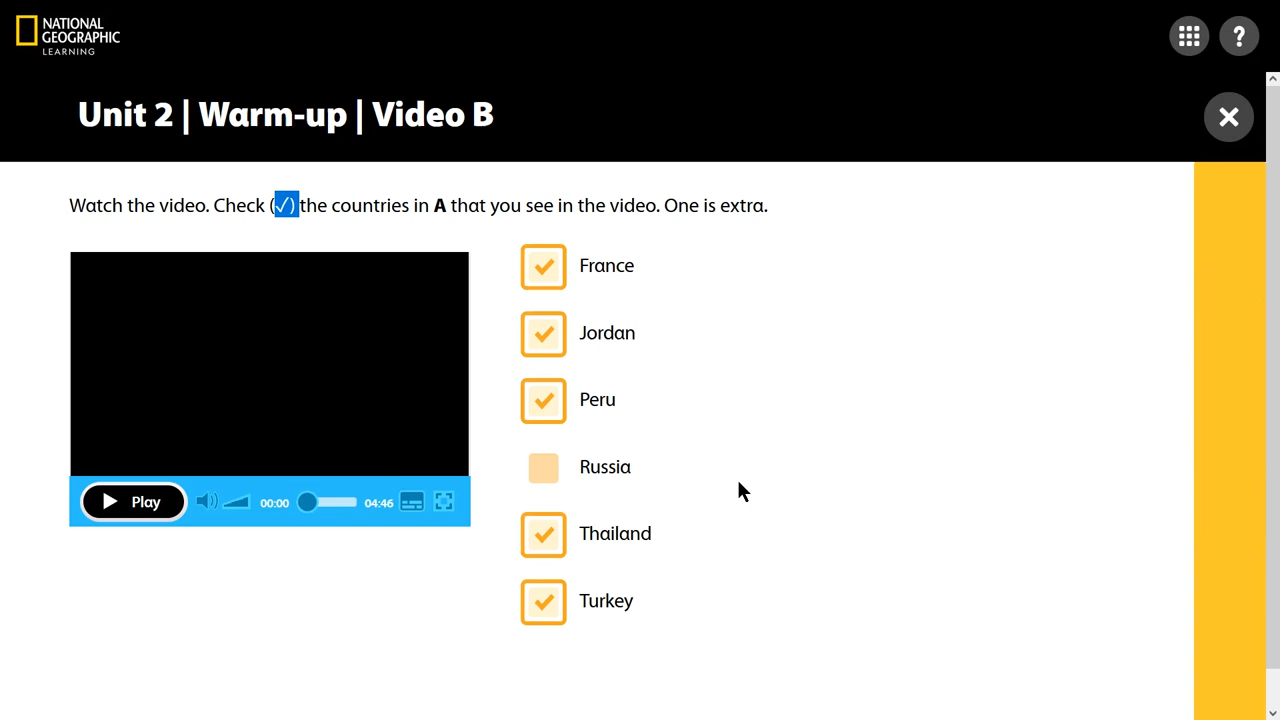 NATIONAL
GEOGRAPHIC
LEARNING
?
Unit 2 | Warm-up | Video B
Watch the video. Check (✓) the countries in A that you see in the video. One is extra.
France
Jordan
Peru
Russia
Thailand
Turkey
Play
00:00
04:46